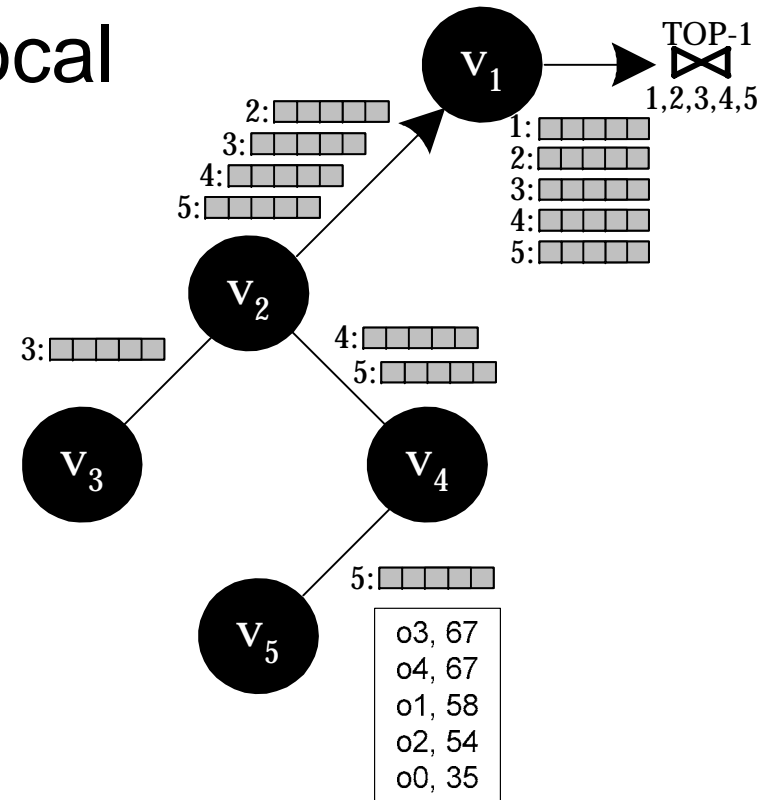 ocal
TOP-1
1,2,3,4,5
v1
1:
2:
3:
4:
5:
2:
3:
4:
5:
v2
3:
4:
5:
v3
v4
5:
v5
o3, 67
o4, 67
o1, 58
o2, 54
o0, 35